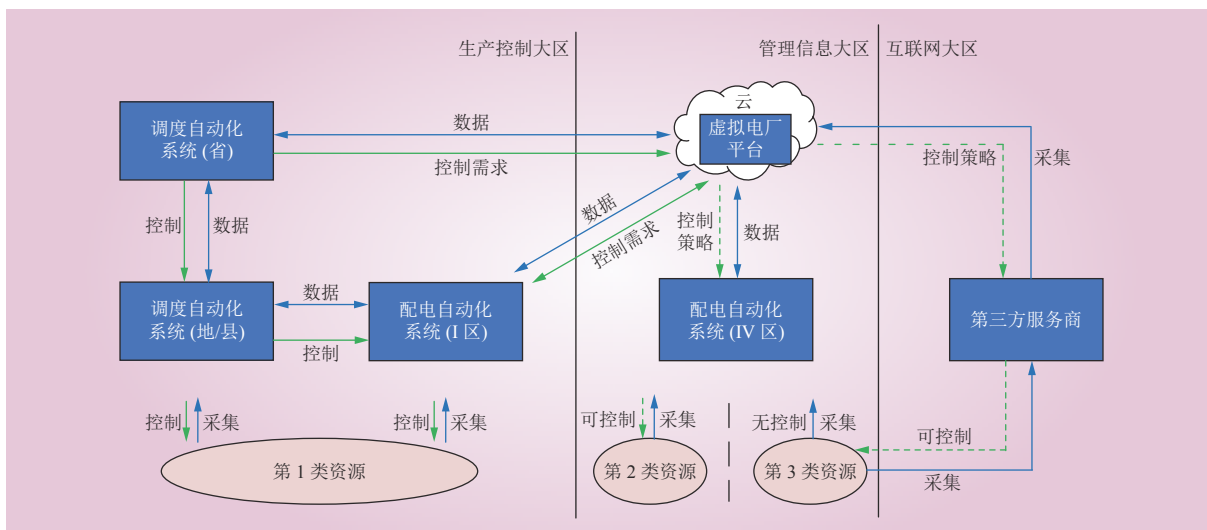 生产控制大区
管理信息大区
互联网大区
云
调度自动化
系统 (省)
数据
控制需求
虚拟电厂
平台
控制策略
采集
控制
数据
数据
控制需求
控制
策略
数据
调度自动化
系统 (地/县)
数据
控制
配电自动化
系统 (I 区)
配电自动化
系统 (IV 区)
第三方服务商
控制
采集
控制
采集
可控制
采集
无控制
采集
可控制
第 1 类资源
第 2 类资源
第 3 类资源
采集